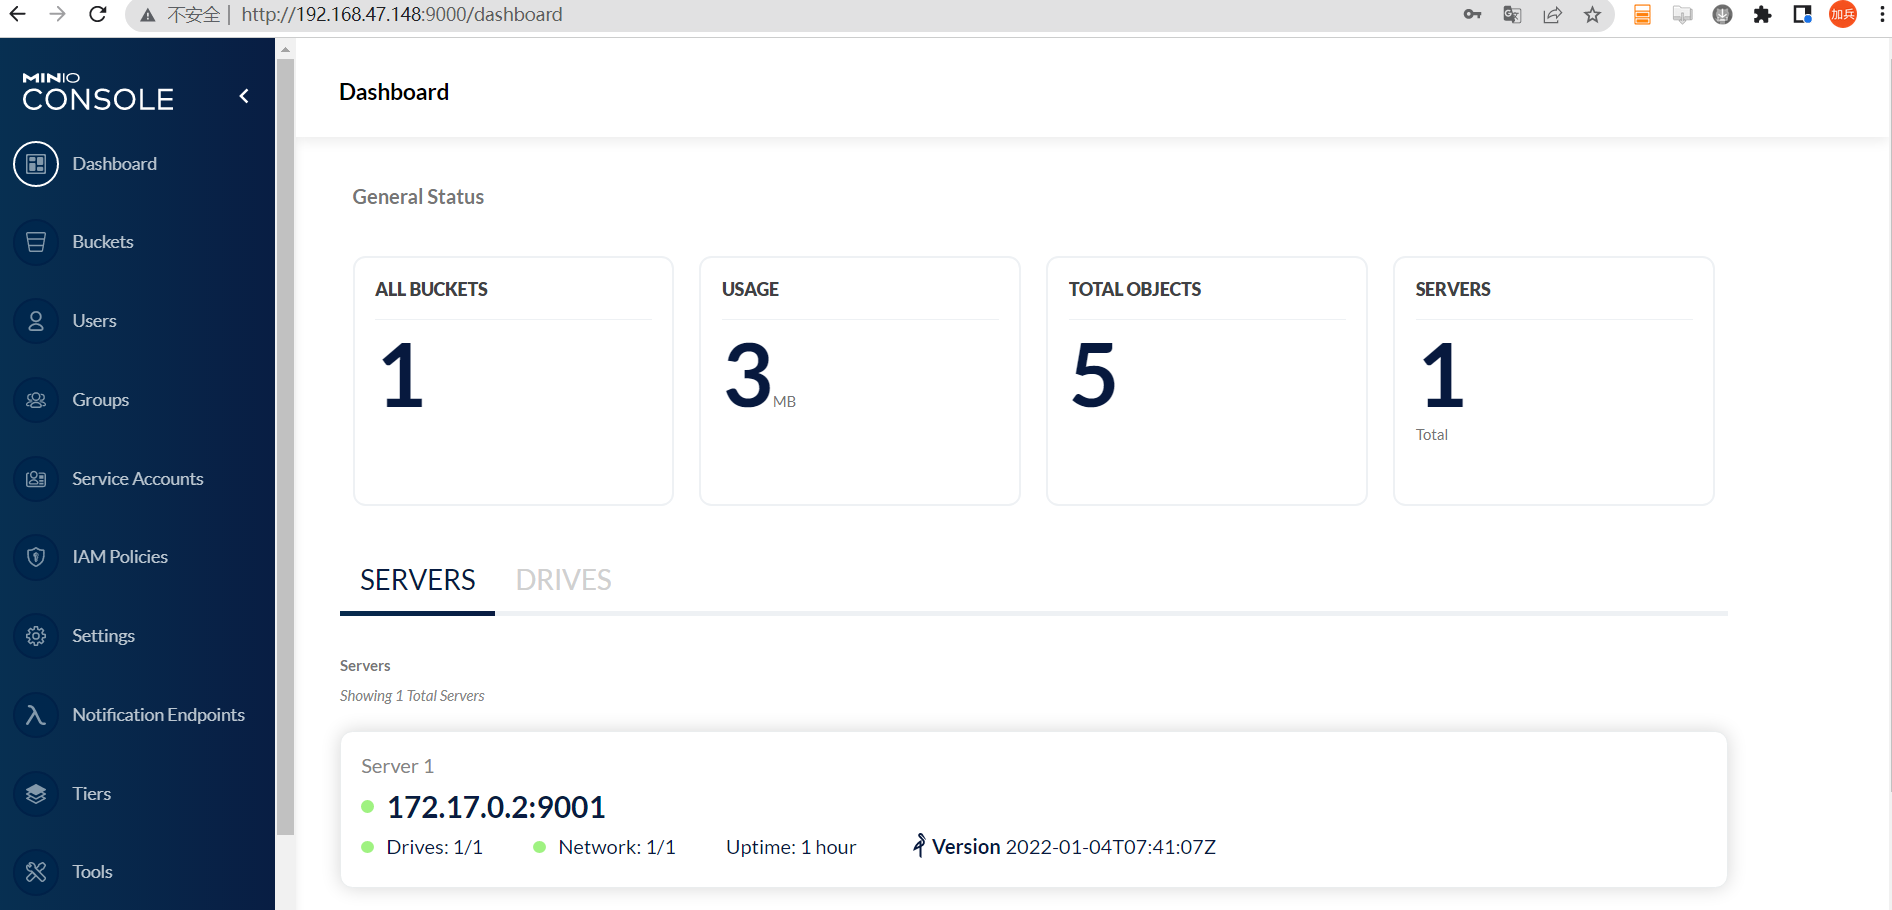 不安全 | http://192.168.47.148:9000/dashboard
加兵
MINIO
CONSOLE
Dashboard
Buckets
Users
Groups
Service Accounts
IAM Policies
Settings
Notification Endpoints
Tiers
Tools
Dashboard
General Status
ALL BUCKETS
1
USAGE
3 MB
TOTAL OBJECTS
5
SERVERS
1
Total
SERVERS DRIVES
Servers
Showing 1 Total Servers
Server 1
172.17.0.2:9001
Drives: 1/1 Network: 1/1 Uptime: 1 hour Version 2022-01-04T07:41:07Z